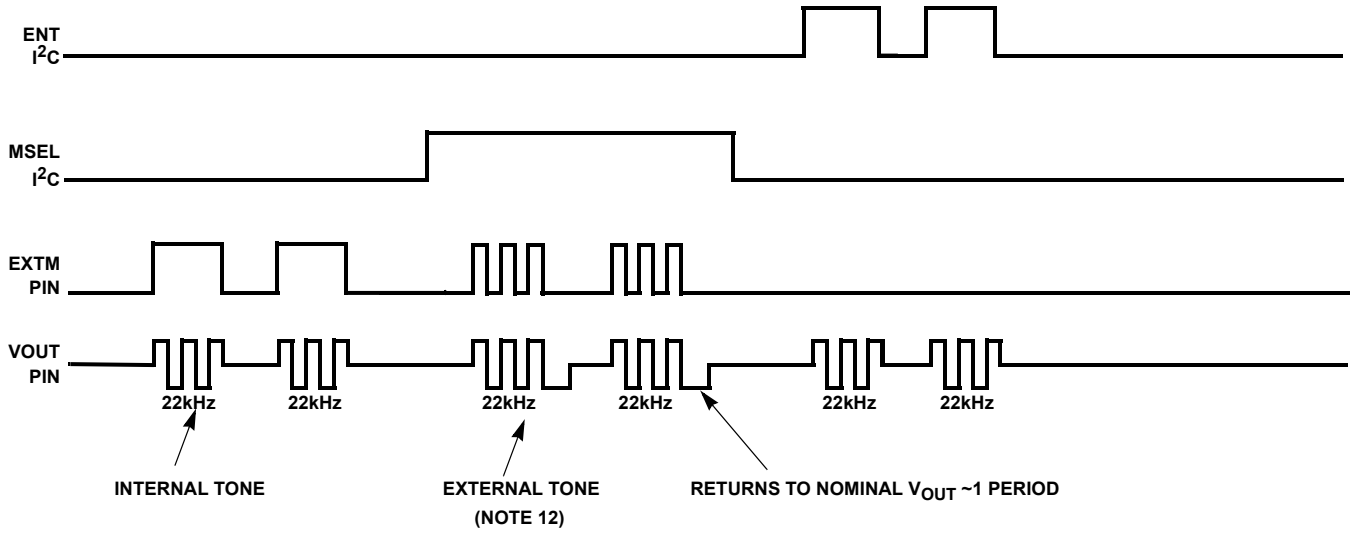 ENT
I²C
MSEL
I²C
EXTM
PIN
VOUT
PIN
22kHz 22kHz 22kHz 22kHz 22kHz 22kHz
INTERNAL TONE
EXTERNAL TONE
(NOTE 12)
RETURNS TO NOMINAL VOUT ~1 PERIOD